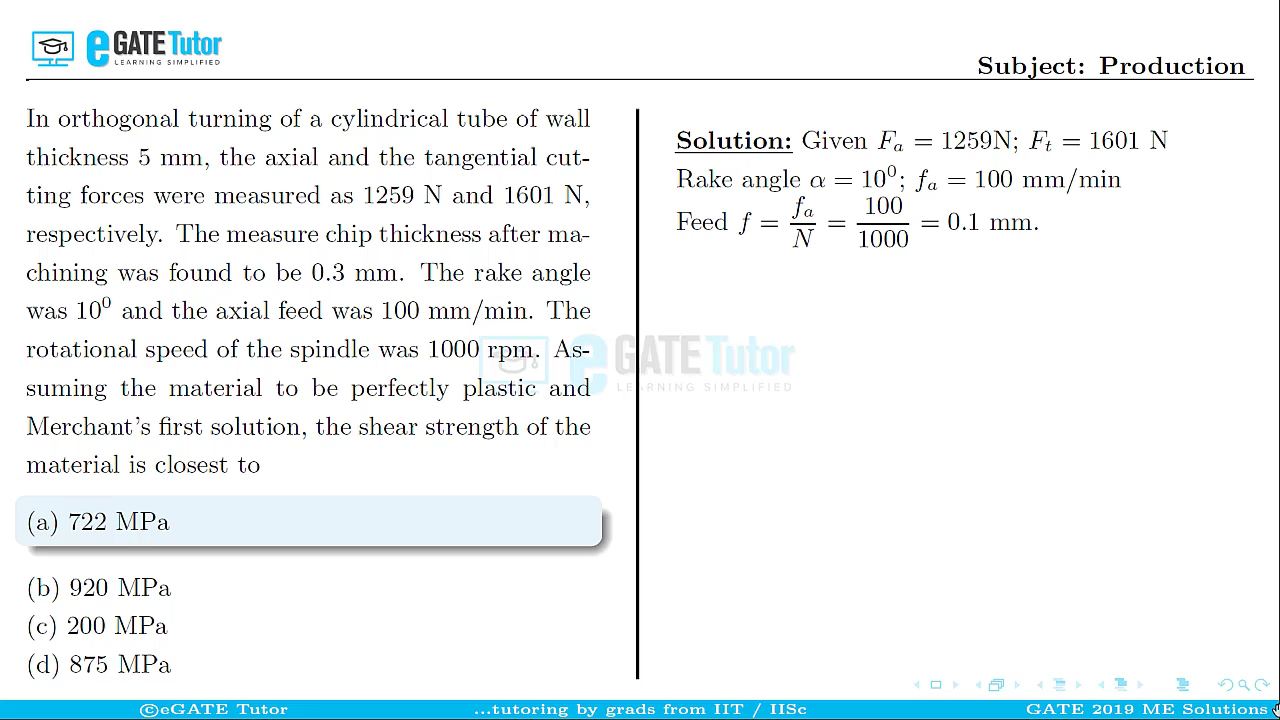 eGATE Tutor
LEARNING SIMPLIFIED
Subject: Production
In orthogonal turning of a cylindrical tube of wall
thickness 5 mm, the axial and the tangential cut-
ting forces were measured as 1259 N and 1601 N,
respectively. The measure chip thickness after ma-
chining was found to be 0.3 mm. The rake angle
was 10⁰ and the axial feed was 100 mm/min. The
rotational speed of the spindle was 1000 rpm. As-
suming the material to be perfectly plastic and
Merchant's first solution, the shear strength of the
material is closest to
(a) 722 MPa
(b) 920 MPa
(c) 200 MPa
(d) 875 MPa
Solution: Given Fₐ = 1259N; Fₜ = 1601 N
Rake angle α = 10⁰; fₐ = 100 mm/min
Feed f = fₐ/N = 100/1000 = 0.1 mm.
eGATE Tutor
LEARNING SIMPLIFIED
©eGATE Tutor
...tutoring by grads from IIT / IISc
GATE 2019 ME Solutions